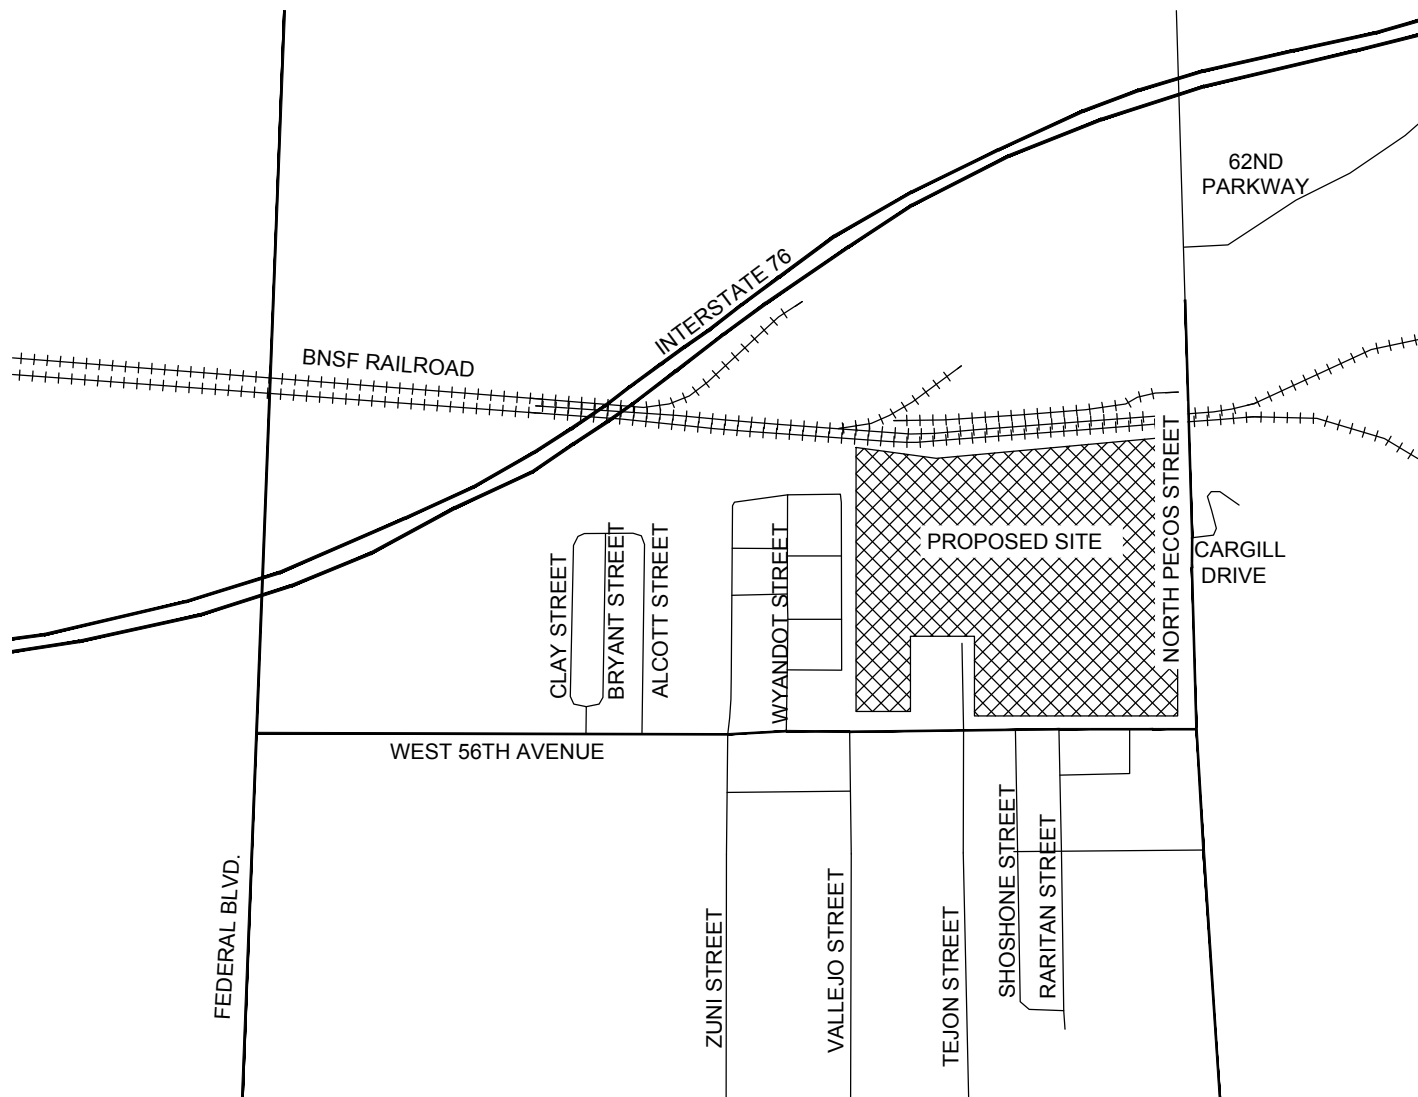 62ND
PARKWAY
INTERSTATE 76
BNSF RAILROAD
NORTH PECOS STREET
PROPOSED SITE
CARGILL
DRIVE
CLAY STREET
BRYANT STREET
ALCOTT STREET
WYANDOT STREET
WEST 56TH AVENUE
FEDERAL BLVD.
ZUNI STREET
VALLEJO STREET
TEJON STREET
SHOSHONE STREET
RARITAN STREET